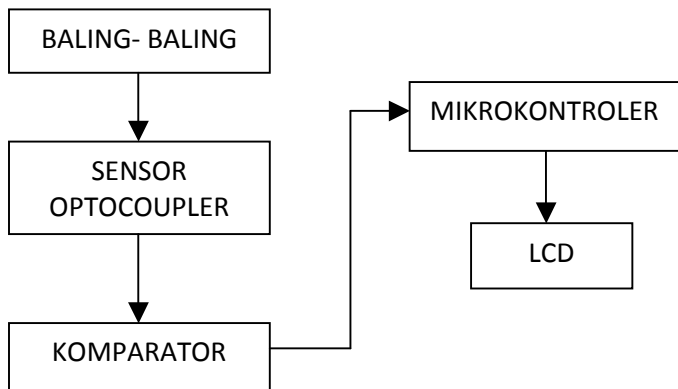 BALING- BALING
SENSOR
OPTOCOUPLER
KOMPARATOR
MIKROKONTROLER
LCD